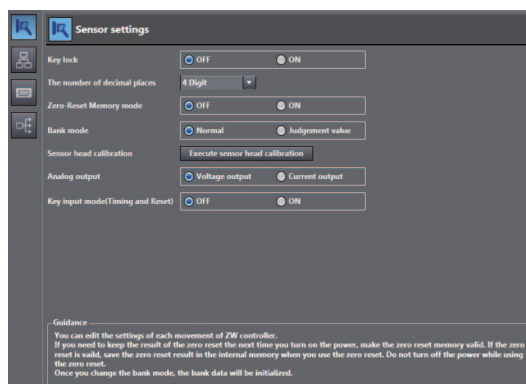 Sensor settings
Key lock OFF ON
The number of decimal places 4 Digit
Zero-Reset Memory mode OFF ON
Bank mode Normal Judgement value
Sensor head calibration Execute sensor head calibration
Analog output Voltage output Current output
Key input mode(Timing and Reset) OFF ON
Guidance
You can edit the settings of each movement of ZW controller.
If you need to keep the result of the zero reset the next time you turn on the power, make the zero reset memory valid. If the zero
reset is vaild, save the zero reset result in the internal memory when you use the zero reset. Do not turn off the power while using
the zero reset.
Once you change the bank mode, the bank data will be initialized.